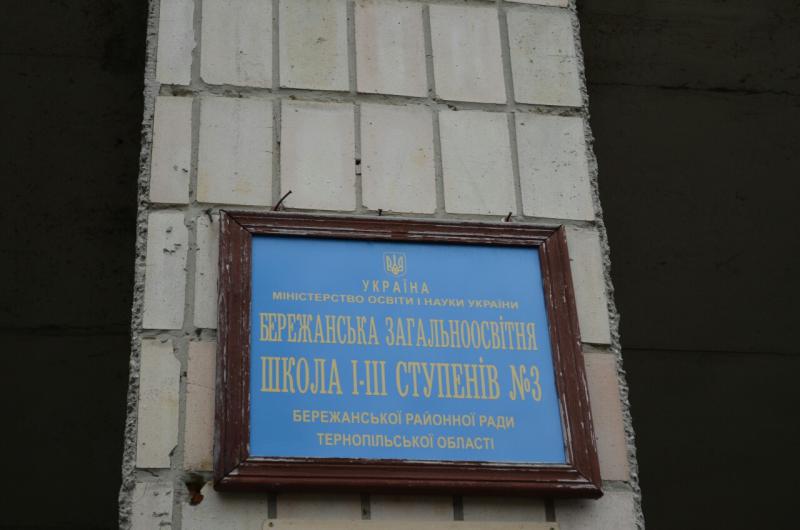 УКРАЇНА
МІНІСТЕРСТВО ОСВІТИ І НАУКИ УКРАЇНИ
БЕРЕЖАНСЬКА ЗАГАЛЬНООСВІТНЯ
ШКОЛА І-ІІІ СТУПЕНІВ №3
БЕРЕЖАНСЬКОЇ РАЙОННОЇ РАДИ
ТЕРНОПІЛЬСЬКОЇ ОБЛАСТІ